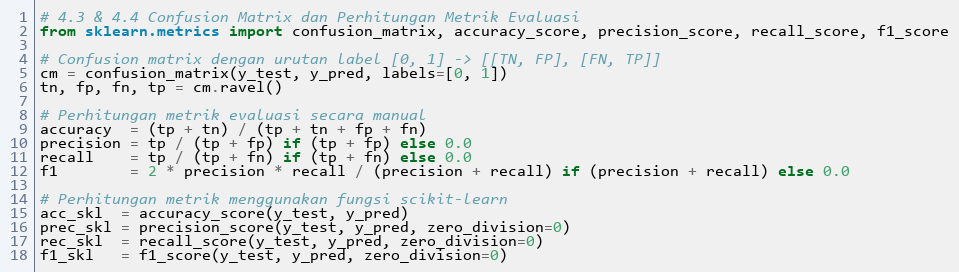 1 # 4.3 & 4.4 Confusion Matrix dan Perhitungan Metrik Evaluasi
2 from sklearn.metrics import confusion_matrix, accuracy_score, precision_score, recall_score, f1_score
3
4 # Confusion matrix dengan urutan label [0, 1] -> [[TN, FP], [FN, TP]]
5 cm = confusion_matrix(y_test, y_pred, labels=[0, 1])
6 tn, fp, fn, tp = cm.ravel()
7
8 # Perhitungan metrik evaluasi secara manual
9 accuracy  = (tp + tn) / (tp + tn + fp + fn)
10 precision = tp / (tp + fp) if (tp + fp) else 0.0
11 recall    = tp / (tp + fn) if (tp + fn) else 0.0
12 f1        = 2 * precision * recall / (precision + recall) if (precision + recall) else 0.0
13
14 # Perhitungan metrik menggunakan fungsi scikit-learn
15 acc_skl  = accuracy_score(y_test, y_pred)
16 prec_skl = precision_score(y_test, y_pred, zero_division=0)
17 rec_skl  = recall_score(y_test, y_pred, zero_division=0)
18 f1_skl   = f1_score(y_test, y_pred, zero_division=0)